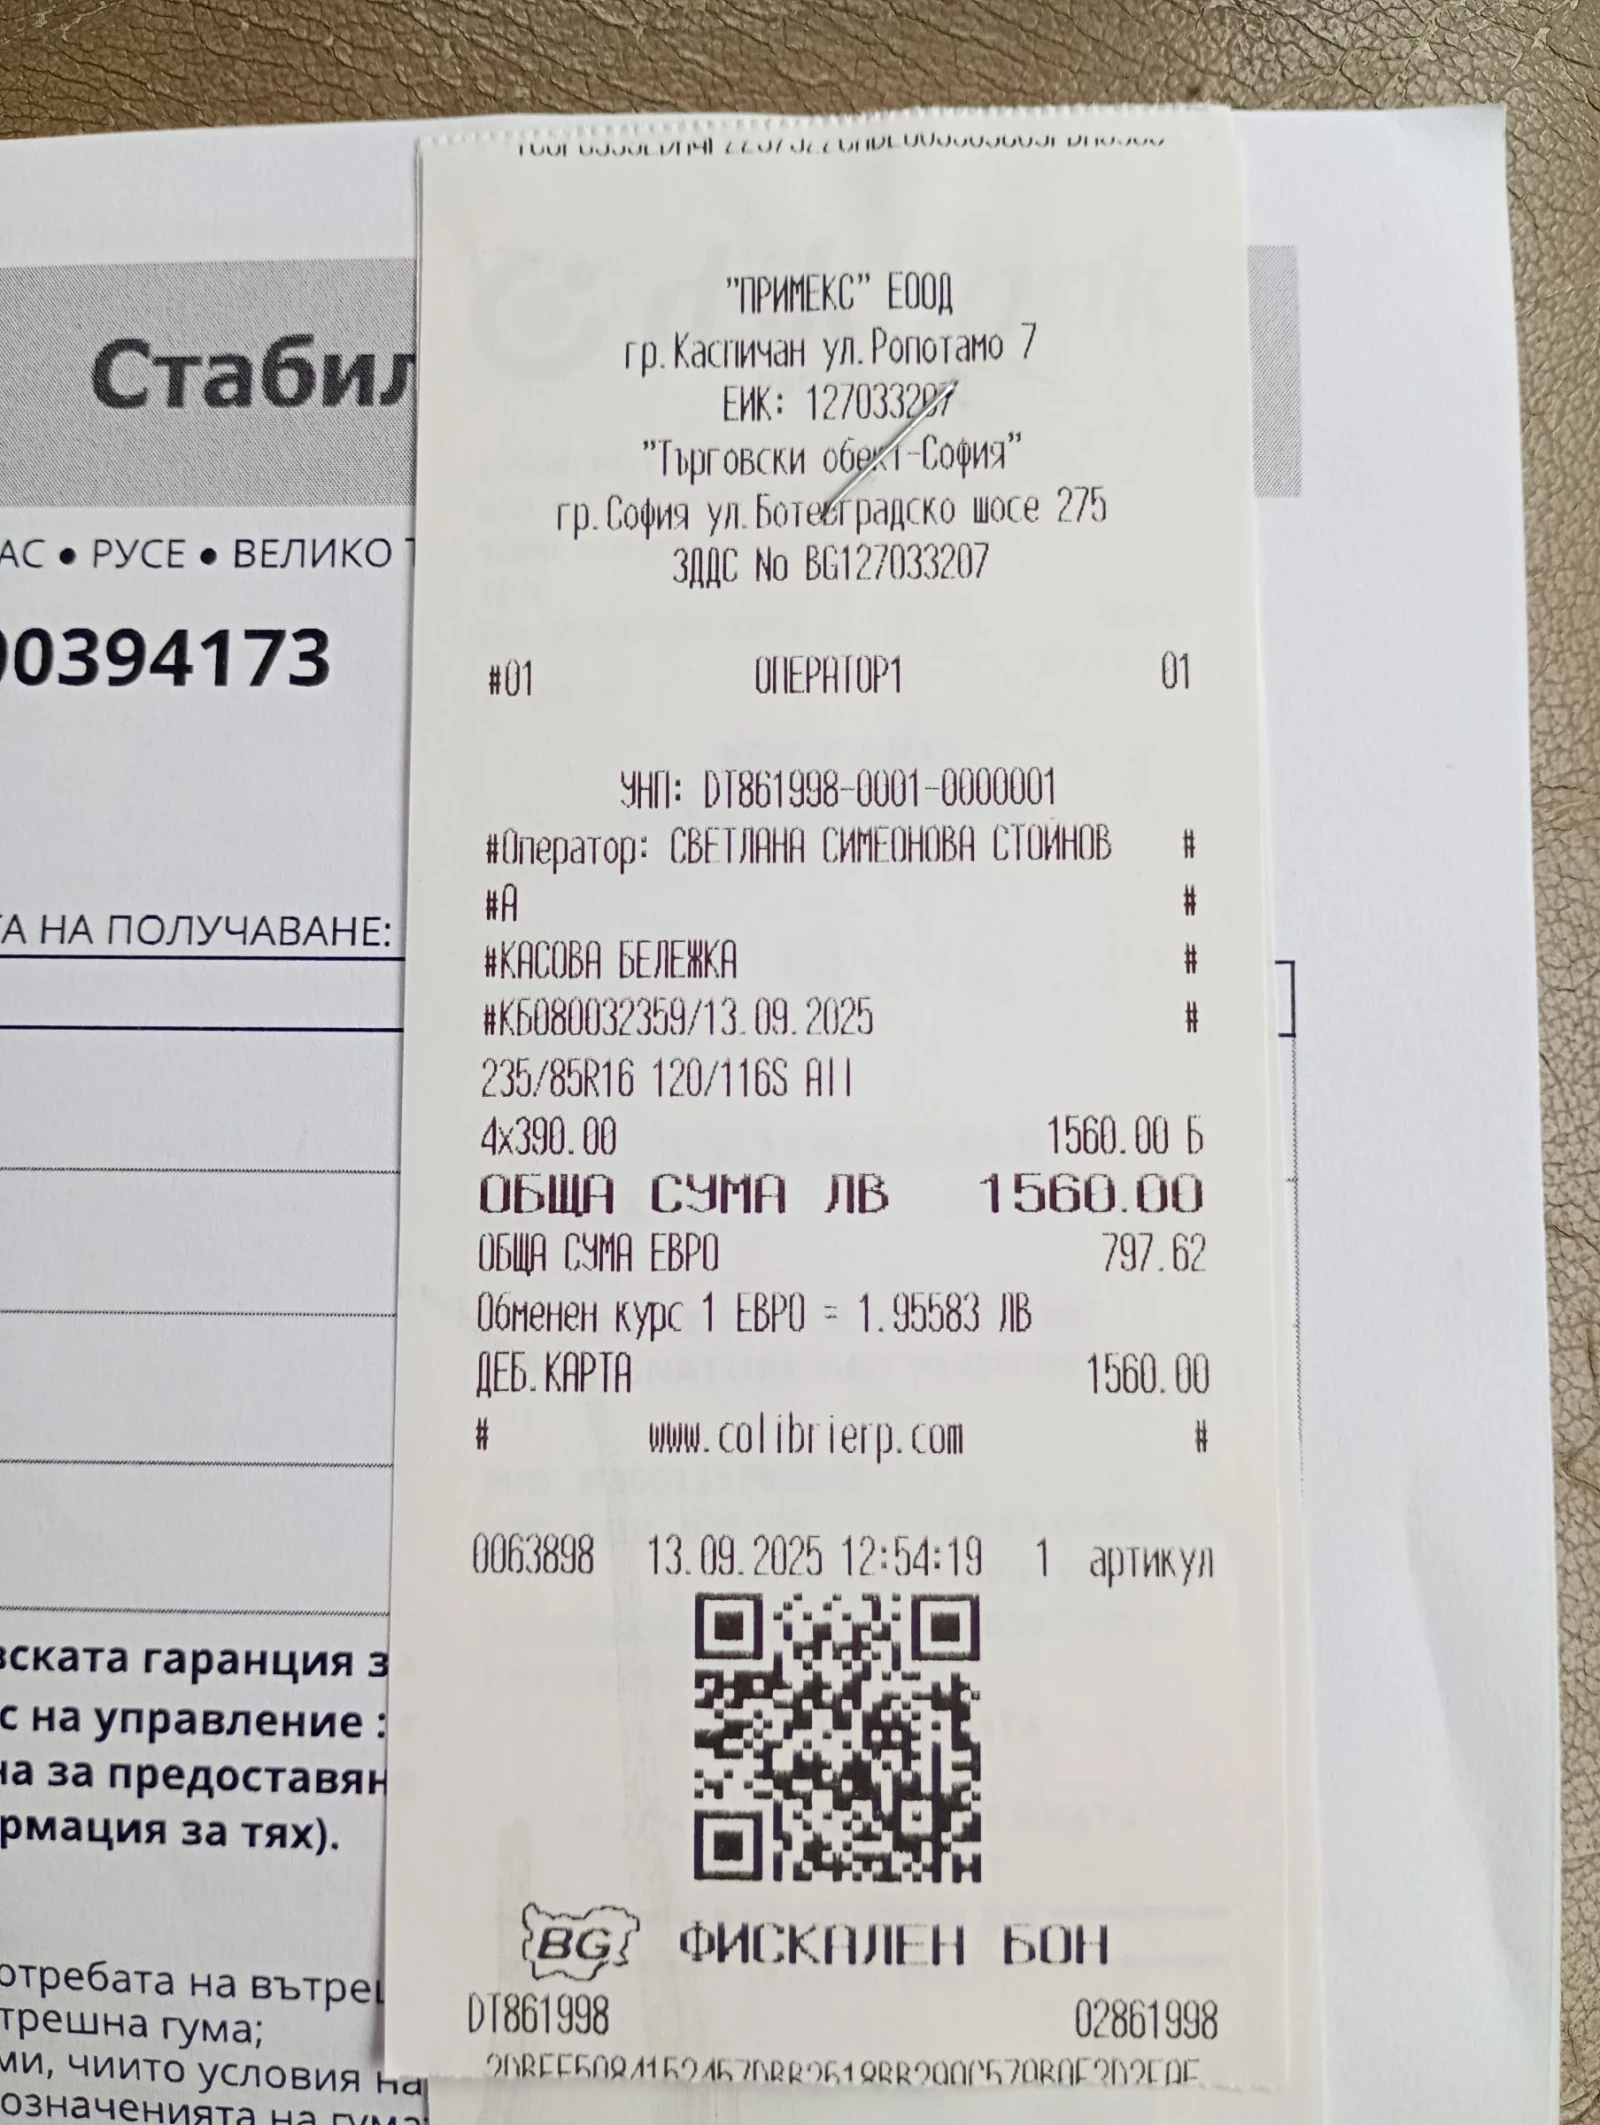 "ПРИМЕКС" ЕООД
гр.Каспичан ул.Ропотамо 7
ЕИК: 127033207
"Търговски обект-София"
гр.София ул.Ботевградско шосе 275
ЗДДС No BG127033207
#01 ОПЕРАТОР1 01
УНП: DT861998-0001-0000001
#Оператор: СВЕТЛАНА СИМЕОНОВА СТОЙНОВ #
#А #
#КАСОВА БЕЛЕЖКА #
#КБ080032359/13.09.2025 #
235/85R16 120/116S All
4x390.00 1560.00 Б
ОБЩА СУМА ЛВ 1560.00
ОБЩА СУМА ЕВРО 797.62
Обменен курс 1 ЕВРО = 1.95583 ЛВ
ДЕБ.КАРТА 1560.00
# www.colibrierp.com #
0063898 13.09.2025 12:54:19 1 артикул
BG ФИСКАЛЕН БОН
DT861998 02861998
Стабил
АС • РУСЕ • ВЕЛИКО
00394173
ТА НА ПОЛУЧАВАНЕ:
вската гаранция з
с на управление :
на за предоставян
рмация за тях).
отребата на вътре
трешна гума;
ми, чиито условия на
означенията на гума